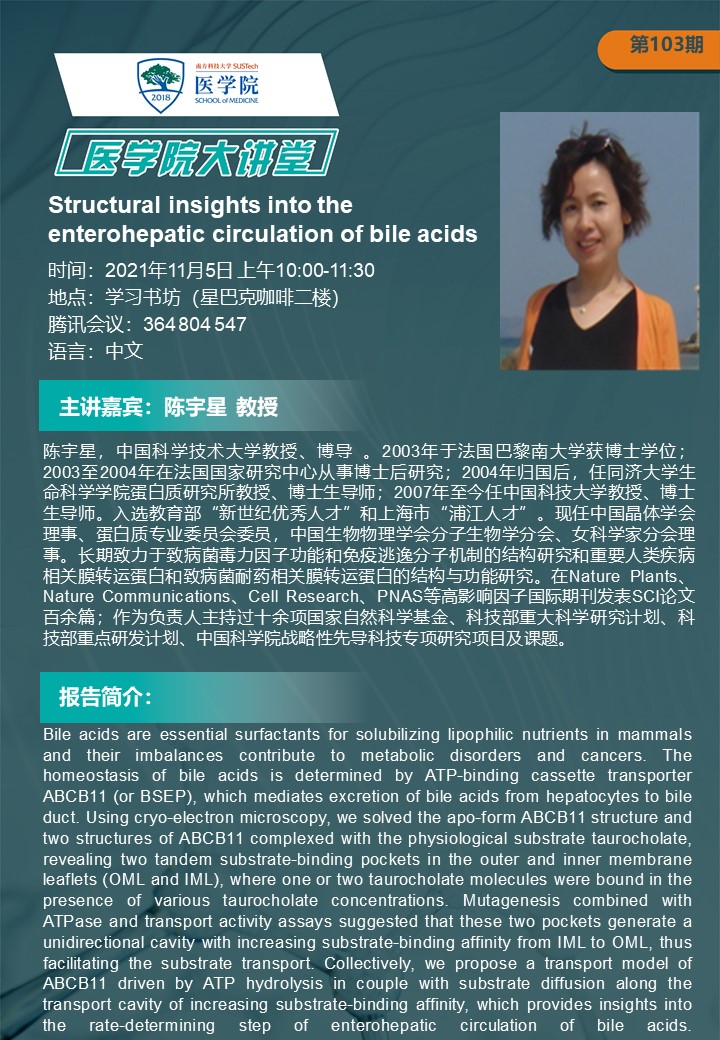 第103期
南方科技大学 SUSTech
医学院
SCHOOL of MEDICINE
2018
医学院大讲堂
Structural insights into the
enterohepatic circulation of bile acids
时间：2021年11月5日 上午10:00-11:30
地点：学习书坊（星巴克咖啡二楼）
腾讯会议：364 804 547
语言：中文
主讲嘉宾：陈宇星 教授
陈宇星，中国科学技术大学教授、博导 。2003年于法国巴黎南大学获博士学位；
2003至2004年在法国国家研究中心从事博士后研究；2004年归国后，任同济大学生
命科学学院蛋白质研究所教授、博士生导师；2007年至今任中国科技大学教授、博士
生导师。入选教育部“新世纪优秀人才”和上海市“浦江人才”。现任中国晶体学会
理事、蛋白质专业委员会委员，中国生物物理学会分子生物学分会、女科学家分会理
事。长期致力于致病菌毒力因子功能和免疫逃逸分子机制的结构研究和重要人类疾病
相关膜转运蛋白和致病菌耐药相关膜转运蛋白的结构与功能研究。在Nature Plants、
Nature Communications、Cell Research、PNAS等高影响因子国际期刊发表SCI论文
百余篇；作为负责人主持过十余项国家自然科学基金、科技部重大科学研究计划、科
技部重点研发计划、中国科学院战略性先导科技专项研究项目及课题。
报告简介：
Bile acids are essential surfactants for solubilizing lipophilic nutrients in mammals
and their imbalances contribute to metabolic disorders and cancers. The
homeostasis of bile acids is determined by ATP-binding cassette transporter
ABCB11 (or BSEP), which mediates excretion of bile acids from hepatocytes to bile
duct. Using cryo-electron microscopy, we solved the apo-form ABCB11 structure and
two structures of ABCB11 complexed with the physiological substrate taurocholate,
revealing two tandem substrate-binding pockets in the outer and inner membrane
leaflets (OML and IML), where one or two taurocholate molecules were bound in the
presence of various taurocholate concentrations. Mutagenesis combined with
ATPase and transport activity assays suggested that these two pockets generate a
unidirectional cavity with increasing substrate-binding affinity from IML to OML, thus
facilitating the substrate transport. Collectively, we propose a transport model of
ABCB11 driven by ATP hydrolysis in couple with substrate diffusion along the
transport cavity of increasing substrate-binding affinity, which provides insights into
the rate-determining step of enterohepatic circulation of bile acids.